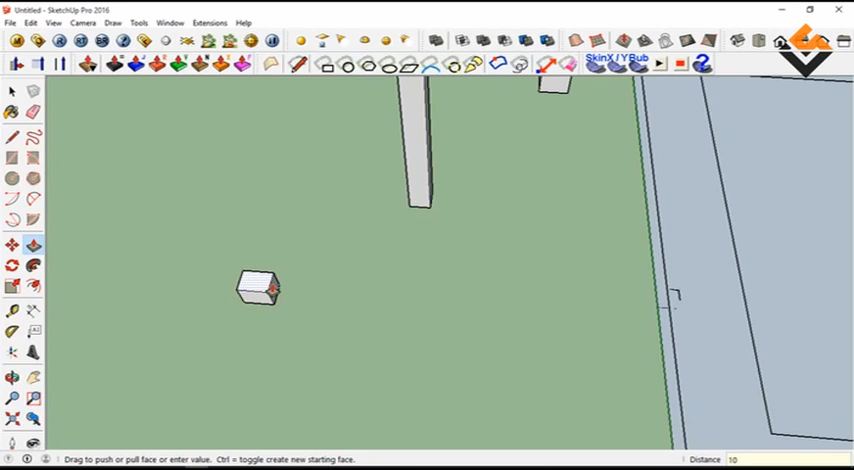 Untitled - SketchUp Pro 2016
File Edit View Camera Draw Tools Window Extensions Help
SkinX / YBub
Drag to push or pull face or enter value. Ctrl = toggle create new starting face.
Distance 10